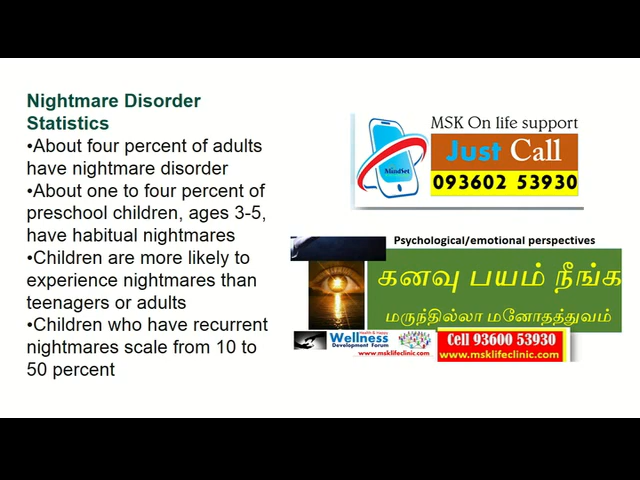 Nightmare Disorder
Statistics
•About four percent of adults
have nightmare disorder
•About one to four percent of
preschool children, ages 3-5,
have habitual nightmares
•Children are more likely to
experience nightmares than
teenagers or adults
•Children who have recurrent
nightmares scale from 10 to
50 percent
MSK On life support
Just Call
MindSet
093602 53930
Psychological/emotional perspectives
கனவு பயம் நீங்க
மருந்தில்லா மனோதத்துவம்
Health & Happy
Wellness
Development Forum
www.msklifeclinic.com
Cell 93600 53930
www.msklifeclinic.com